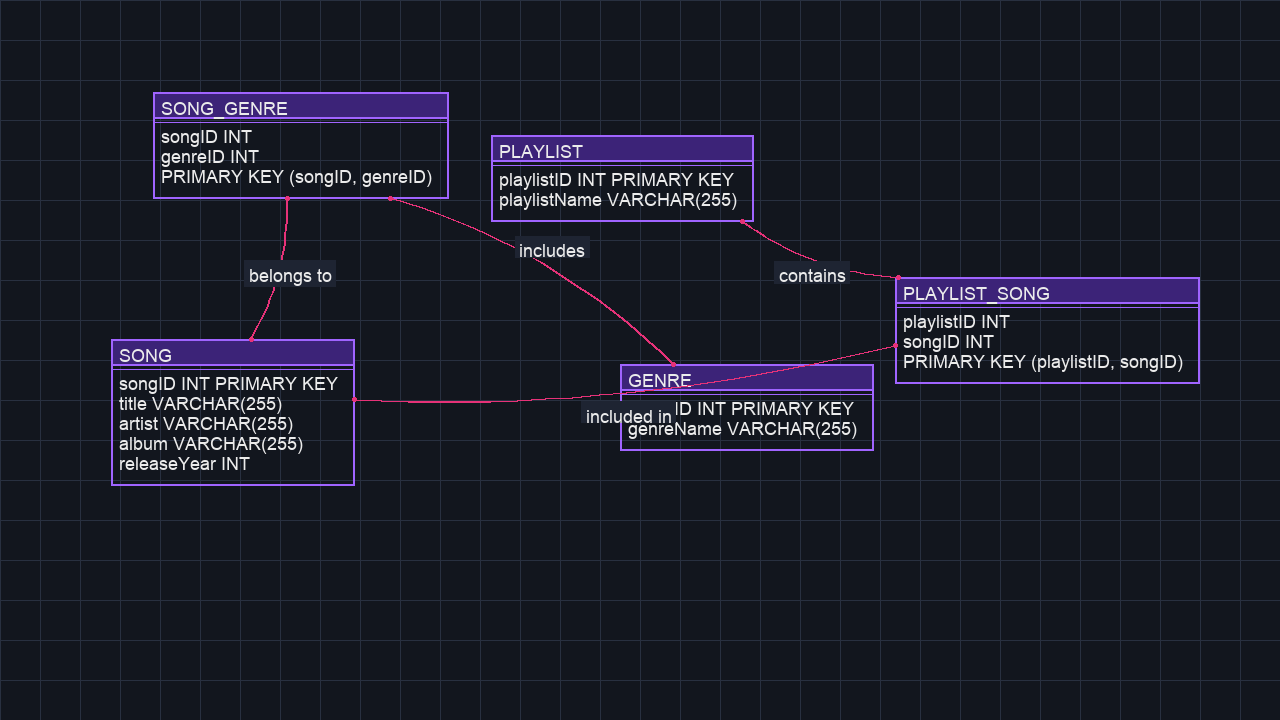 SONG_GENRE
songID INT
genreID INT
PRIMARY KEY (songID, genreID)
PLAYLIST
playlistID INT PRIMARY KEY
playlistName VARCHAR(255)
includes
belongs to
contains
PLAYLIST_SONG
playlistID INT
songID INT
PRIMARY KEY (playlistID, songID)
SONG
songID INT PRIMARY KEY
title VARCHAR(255)
artist VARCHAR(255)
album VARCHAR(255)
releaseYear INT
GENRE
ID INT PRIMARY KEY
included in
genreName VARCHAR(255)